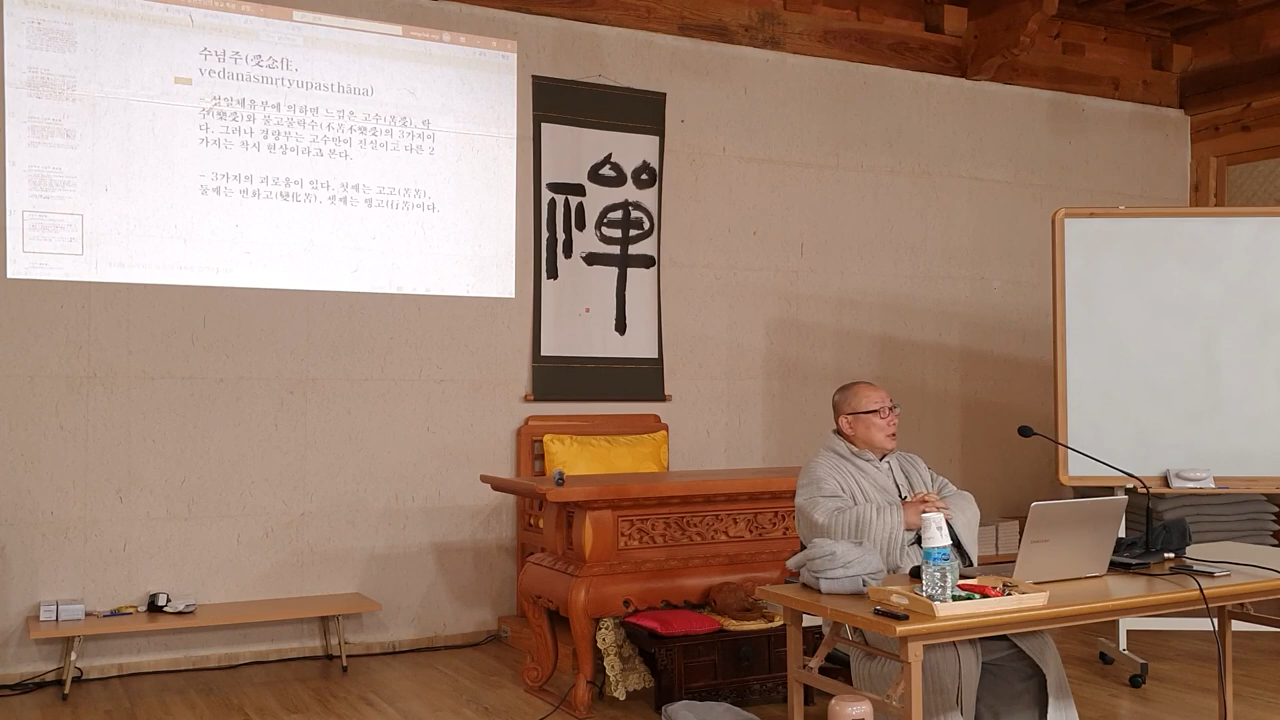 수념주(受念住,
vedanāsmṛtyupasthāna)
- 설일체유부에 의하면 느낌은 고수(苦受), 락
수(樂受)와 불고불락수(不苦不樂受)의 3가지이
다. 그러나 경량부는 고수만이 진실이고 다른 2
가지는 착시 현상이라고 본다.
- 3가지의 괴로움이 있다. 첫째는 고고(苦苦),
둘째는 변화고(變化苦), 셋째는 행고(行苦)이다.
禪